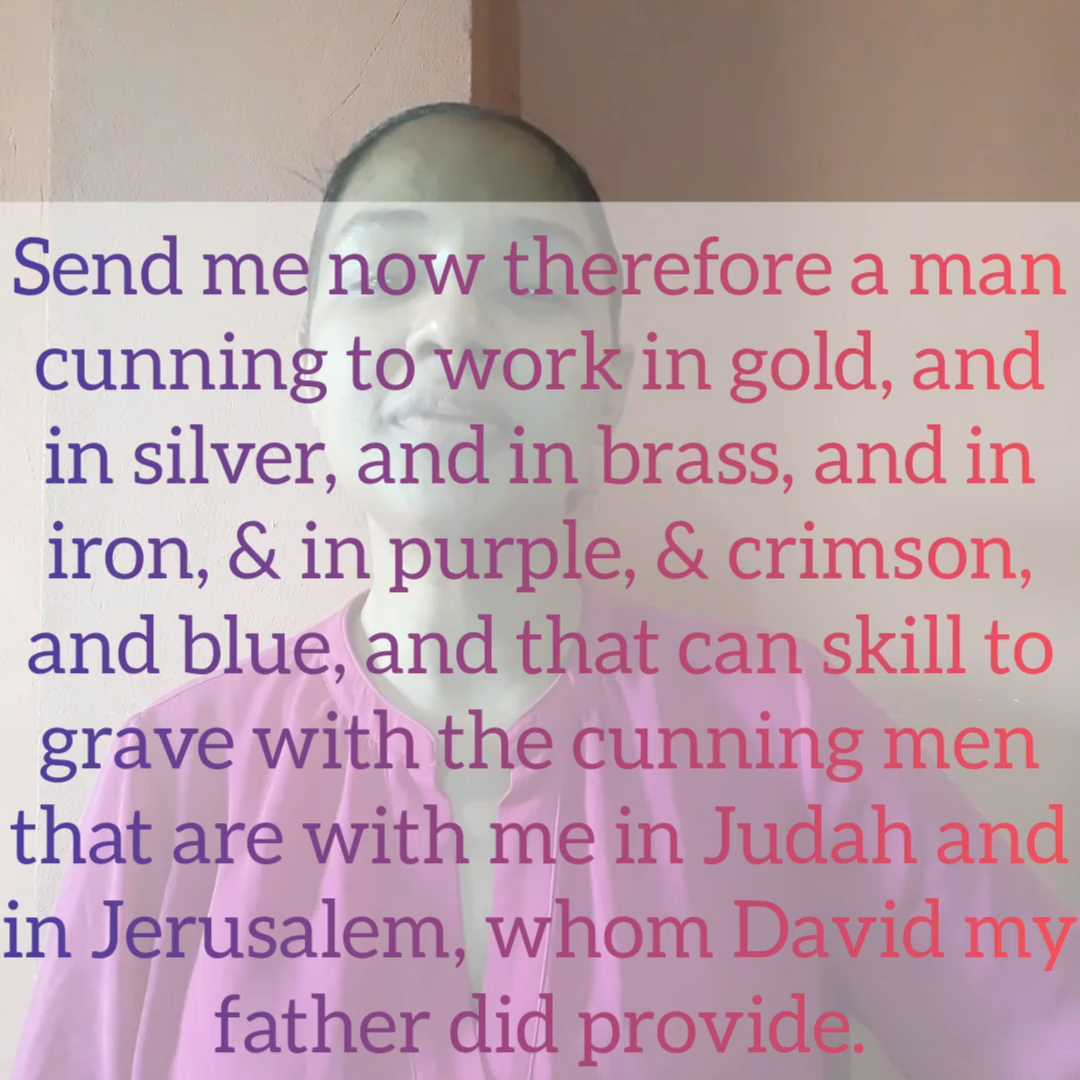 Send me now therefore a man
cunning to work in gold, and
in silver, and in brass, and in
iron, & in purple, & crimson,
and blue, and that can skill to
grave with the cunning men
that are with me in Judah and
in Jerusalem, whom David my
father did provide.